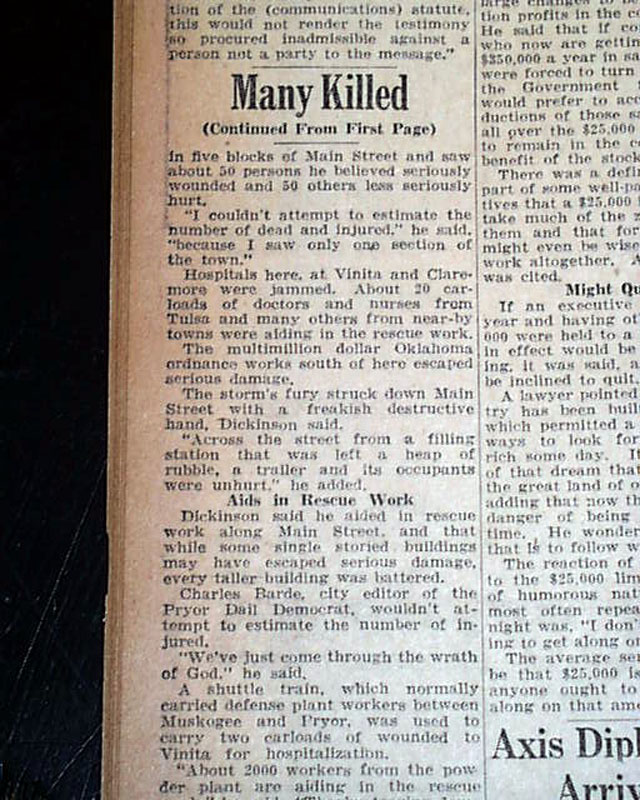 tion of the (communications) statute,
this would not render the testimony
so procured inadmissible against a
person not a party to the message."
Many Killed
(Continued From First Page)
in five blocks of Main Street and saw
about 50 persons he believed seriously
wounded and 50 others less seriously
hurt.
"I couldn't attempt to estimate the
number of dead and injured," he said,
"because I saw only one section of
the town."
Hospitals here, at Vinita and Clare-
more were jammed. About 20 car-
loads of doctors and nurses from
Tulsa and many others from near-by
towns were aiding in the rescue work.
The multimillion dollar Oklahoma
ordnance works south of here escaped
serious damage.
The storm's fury struck down Main
Street with a freakish destructive
hand, Dickinson said.
"Across the street from a filling
station that was left a heap of
rubble, a trailer and its occupants
were unhurt," he added.
Aids in Rescue Work
Dickinson said he aided in rescue
work along Main Street, and that
while some single storied buildings
may have escaped serious damage,
every taller building was battered.
Charles Barde, city editor of the
Pryor Dail Democrat, wouldn't at-
tempt to estimate the number of in-
jured.
"We've just come through the wrath
of God," he said.
A shuttle train, which normally
carried defense plant workers between
Muskogee and Pryor, was used to
carry two carloads of wounded to
Vinita for hospitalization.
"About 2000 workers from the pow-
der plant are aiding in the rescue
large changes to
tion profits in the
He said that if
who now are getting
$350,000 a year in
were forced to turn
the Government
would prefer to
ductions of those
all over the $25,000
to remain in the
benefit of the stock
There was a
part of some
tives that a $25,000
take much of the
them and that for
might even be wise
work altogether.
was cited.
Might
If an executive
year and having
000 were held to a
in effect would be
ing, it was said,
be inclined to quit.
A lawyer pointed
try has been
which permitted a
ways to look for
rich some day.
of that dream that
the great land of
adding that now
danger of being
time. He
that is to follow
The reaction of
to the $25,000
of humorous
most often
night was, "I
ing to get along
The average
be that $25,000 is
anyone ought to
along on that
Axis